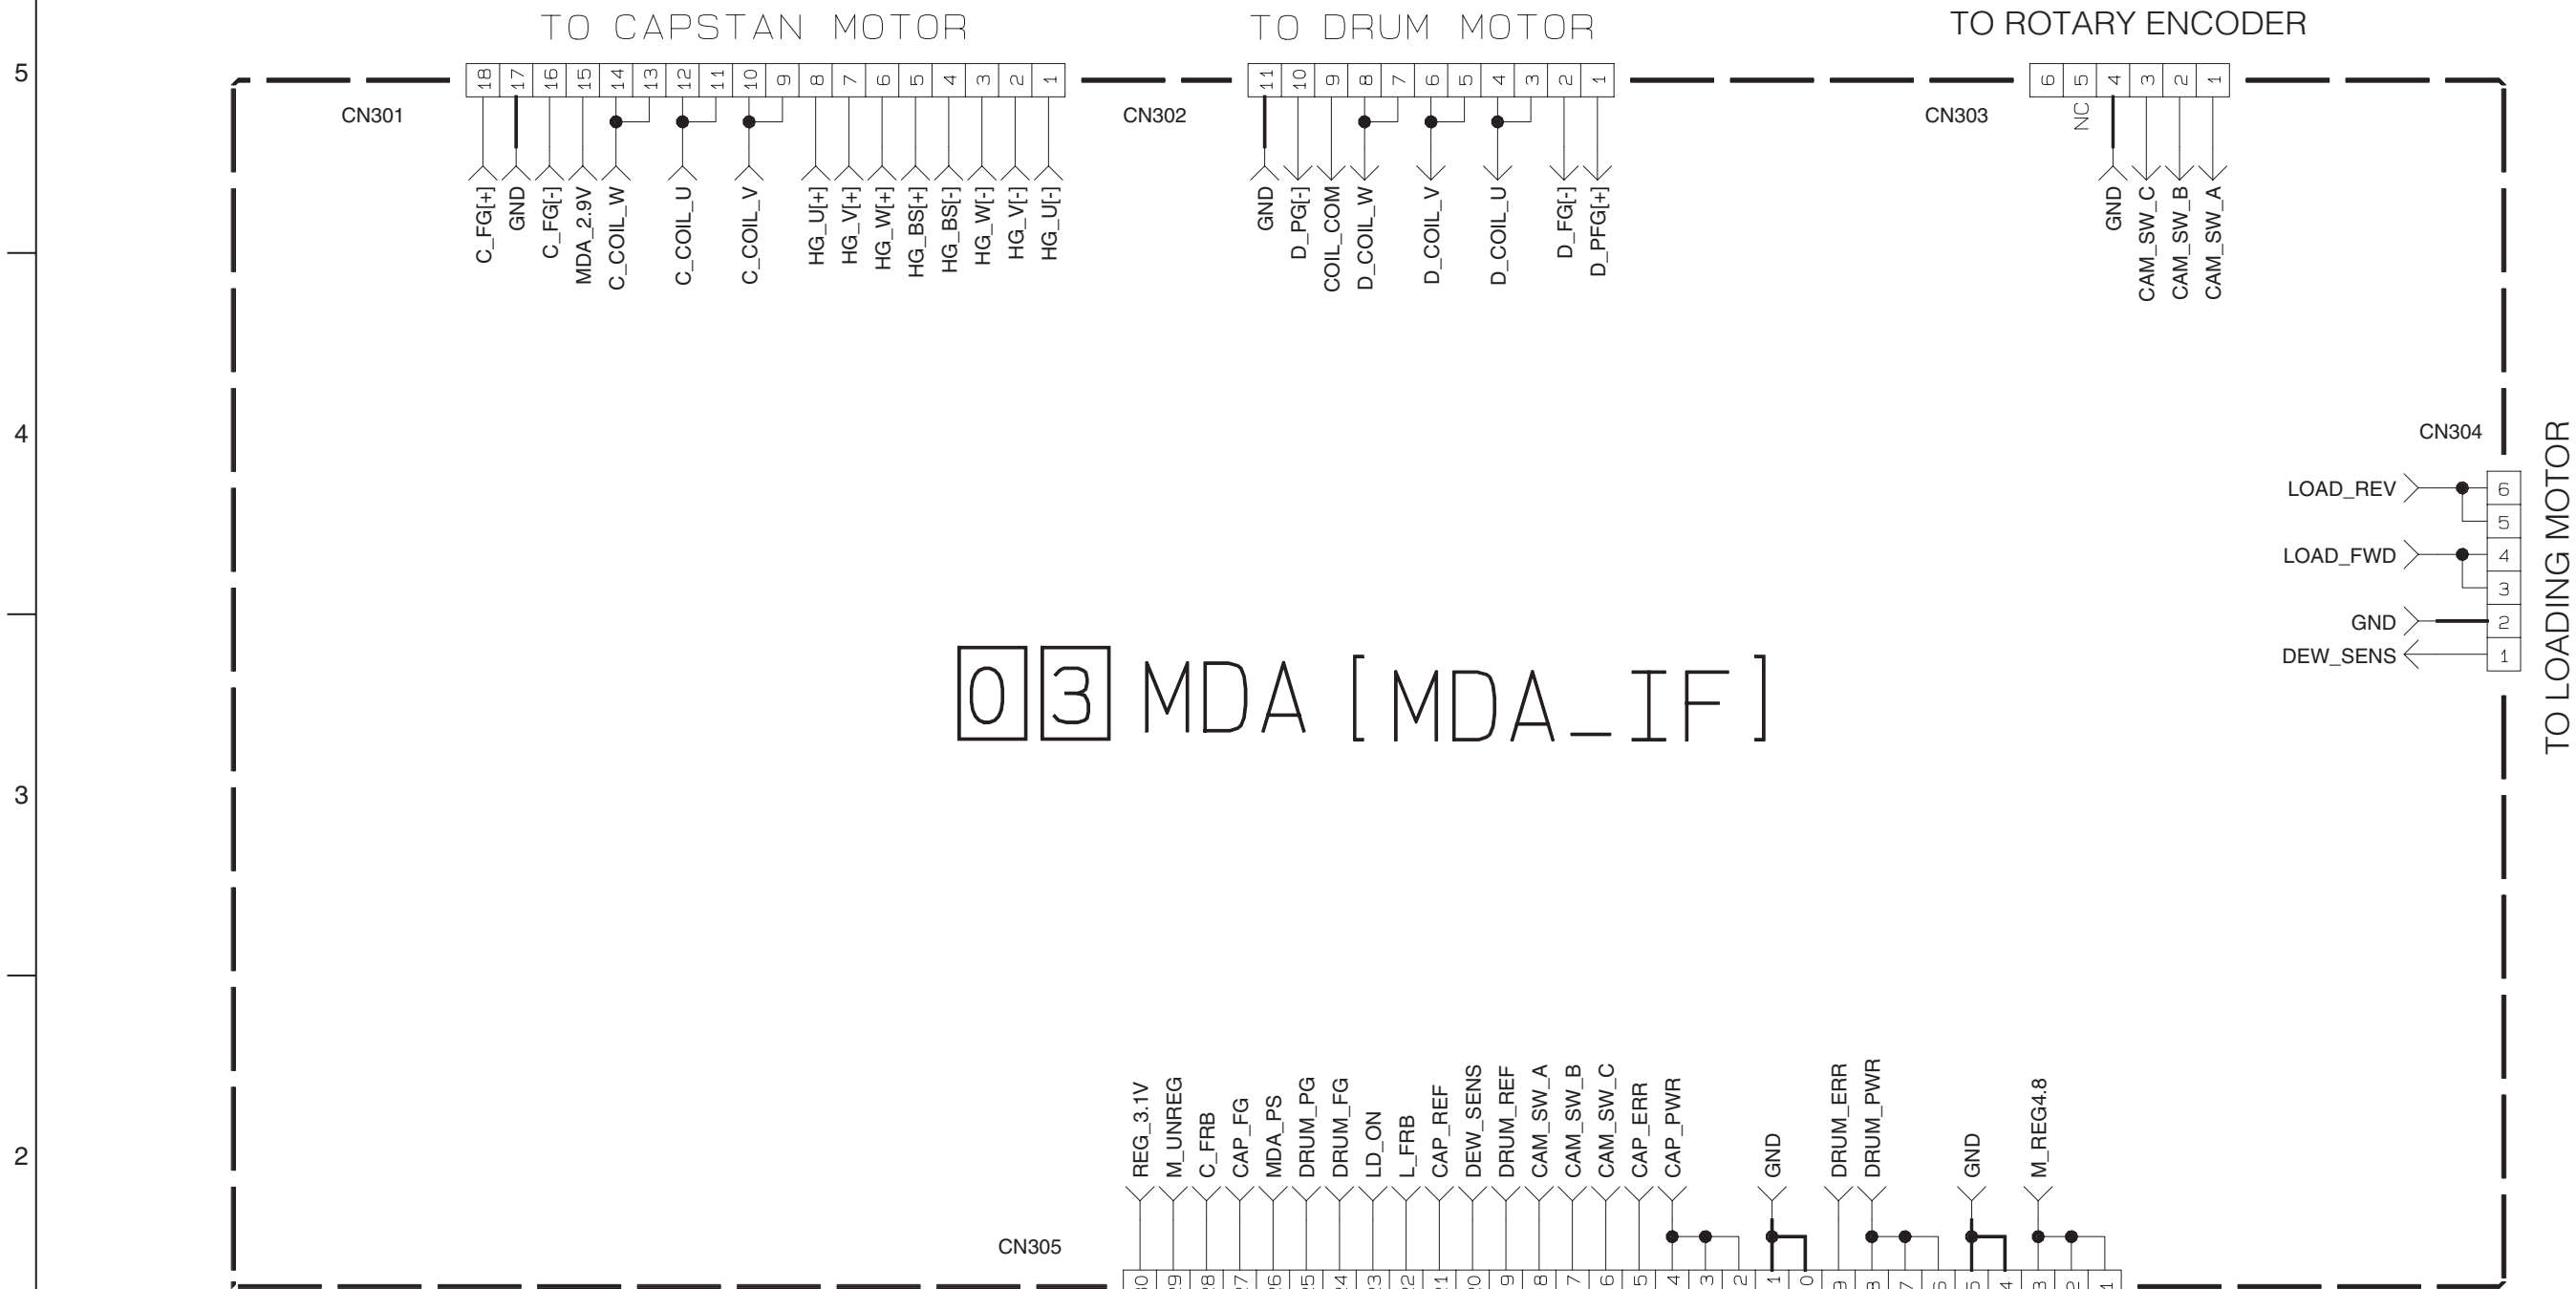 TO CAPSTAN MOTOR
TO DRUM MOTOR
TO ROTARY ENCODER
5
18 17 16 15 14 13 12 11 10 9 8 7 6 5 4 3 2 1
11 10 9 8 7 6 5 4 3 2 1
6 5 4 3 2 1
CN301
CN302
CN303
NC
C_FG[+]
GND
C_FG[-]
MDA_2.9V
C_COIL_W
C_COIL_U
C_COIL_V
HG_U[+]
HG_V[+]
HG_W[+]
HG_BS[+]
HG_BS[-]
HG_W[-]
HG_V[-]
HG_U[-]
GND
D_PG[-]
COIL_COM
D_COIL_W
D_COIL_V
D_COIL_U
D_FG[-]
D_PFG[+]
GND
CAM_SW_C
CAM_SW_B
CAM_SW_A
4
CN304
TO LOADING MOTOR
LOAD_REV 6
5
LOAD_FWD 4
3
GND 2
DEW_SENS 1
03 MDA [MDA_IF]
3
2
REG_3.1V
M_UNREG
C_FRB
CAP_FG
MDA_PS
DRUM_PG
DRUM_FG
LD_ON
L_FRB
CAP_REF
DEW_SENS
DRUM_REF
CAM_SW_A
CAM_SW_B
CAM_SW_C
CAP_ERR
CAP_PWR
GND
DRUM_ERR
DRUM_PWR
GND
M_REG4.8
CN305